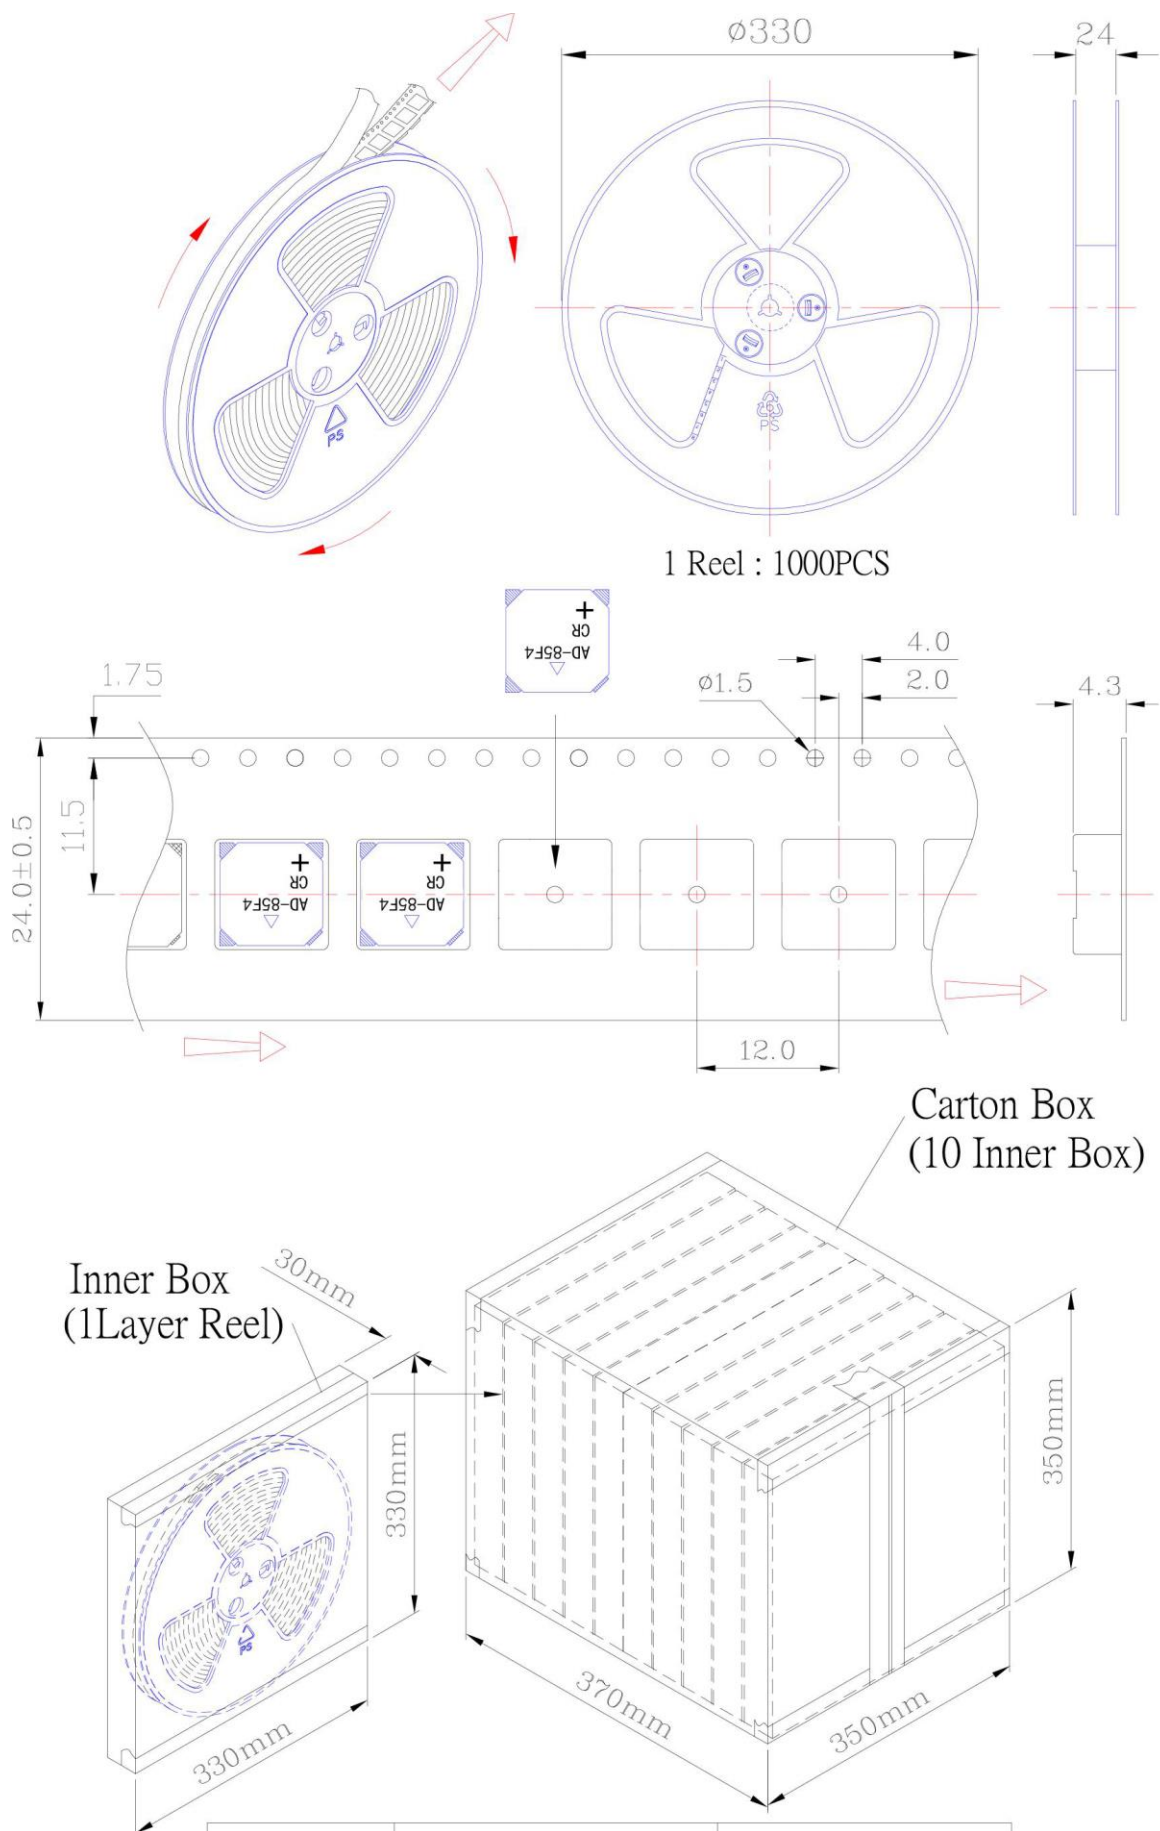 ø330
24
PS
PS
1 Reel : 1000PCS
+
CR
AD-85F4
1.75
ø1.5
4.0
2.0
4.3
24.0±0.5
11.5
+
CR
AD-85F4
+
CR
AD-85F4
12.0
Carton Box
(10 Inner Box)
Inner Box
(1Layer Reel)
30mm
330mm
350mm
PS
330mm
370mm
350mm